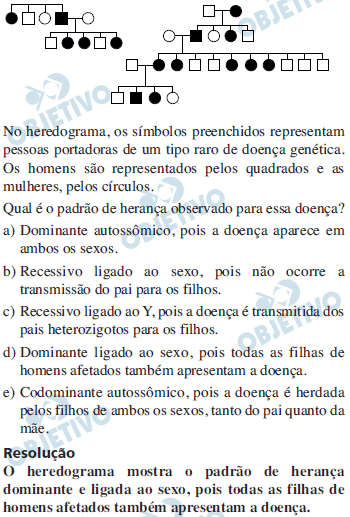 OBJETIVO
OBJETIVO
No heredograma, os símbolos preenchidos representam
pessoas portadoras de um tipo raro de doença genética.
Os homens são representados pelos quadrados e as
mulheres, pelos círculos.
Qual é o padrão de herança observado para essa doença?
a) Dominante autossômico, pois a doença aparece em
ambos os sexos.
b) Recessivo ligado ao sexo, pois não ocorre a
transmissão do pai para os filhos.
c) Recessivo ligado ao Y, pois a doença é transmitida dos
pais heterozigotos para os filhos.
d) Dominante ligado ao sexo, pois todas as filhas de
homens afetados também apresentam a doença.
e) Codominante autossômico, pois a doença é herdada
pelos filhos de ambos os sexos, tanto do pai quanto da
mãe.
Resolução
O heredograma mostra o padrão de herança
dominante e ligada ao sexo, pois todas as filhas de
homens afetados também apresentam a doença.
OBJETIVO
OBJETIVO
OBJETIVO